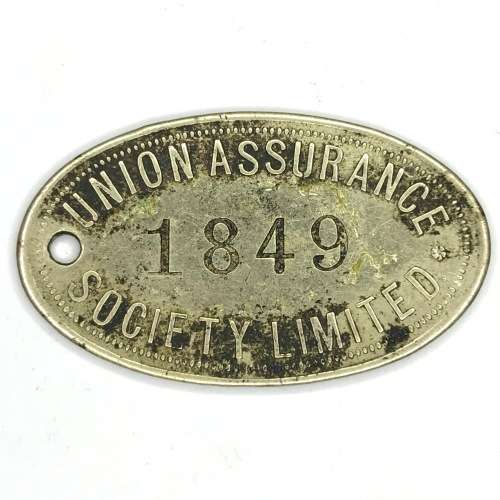 UNION ASSURANCE
1849
SOCIETY LIMITED